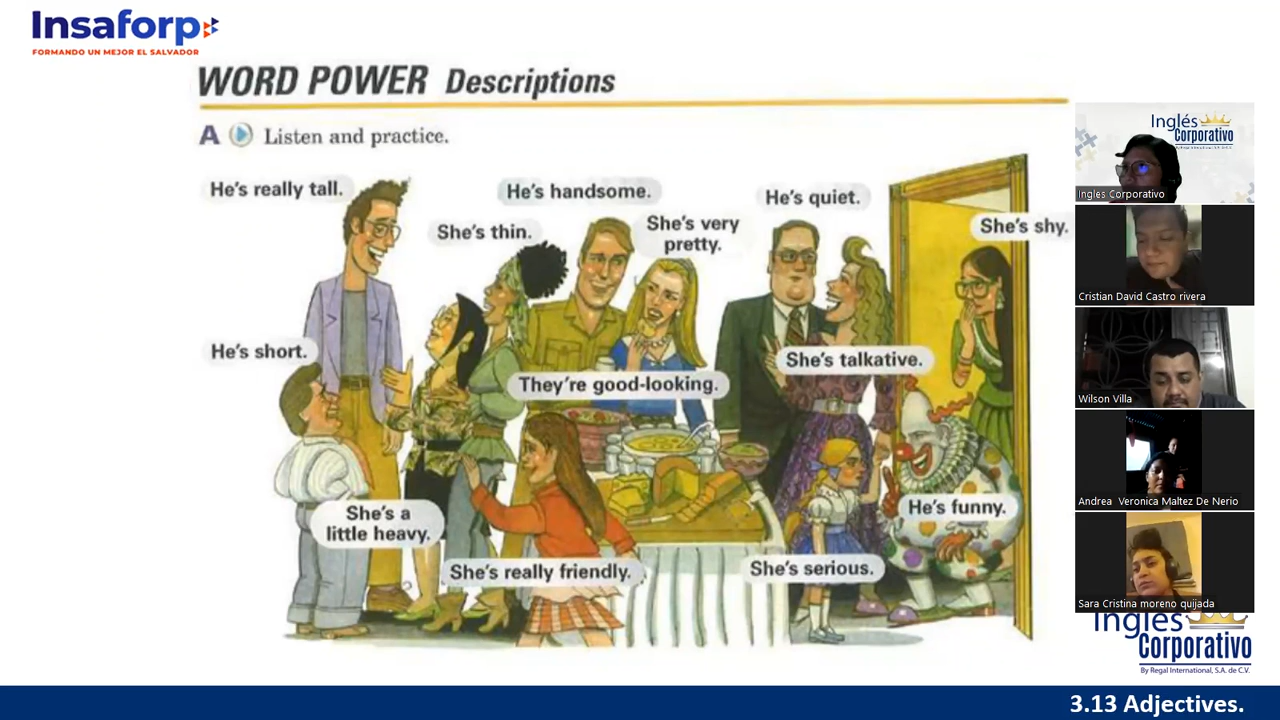 Insaforp
FORMANDO UN MEJOR EL SALVADOR
WORD POWER Descriptions
A Listen and practice.
He's really tall.
He's handsome.
He's quiet.
She's thin.
She's very
pretty.
She's shy.
He's short.
She's talkative.
They're good-looking.
She's a
little heavy.
He's funny.
She's really friendly.
She's serious.
Inglés
Corporativo
Ingles Corporativo
Cristian David Castro rivera
Wilson Villa
Andrea Veronica Maltez De Nerio
Sara Cristina moreno quijada
Inglés
Corporativo
By Regal International, S.A. de C.V.
3.13 Adjectives.